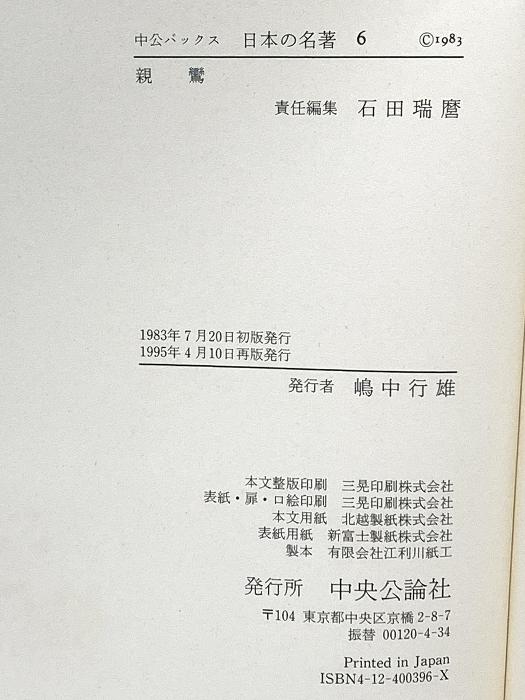 中公バックス 日本の名著 6 ©1983
親鸞
責任編集 石田瑞麿
1983年7月20日初版発行
1995年4月10日再版発行
発行者 嶋中行雄
本文整版印刷 三晃印刷株式会社
表紙・扉・口絵印刷 三晃印刷株式会社
本文用紙 北越製紙株式会社
表紙用紙 新富士製紙株式会社
製本 有限会社江利川紙工
発行所 中央公論社
〒104 東京都中央区京橋2-8-7
振替 00120-4-34
Printed in Japan
ISBN4-12-400396-X